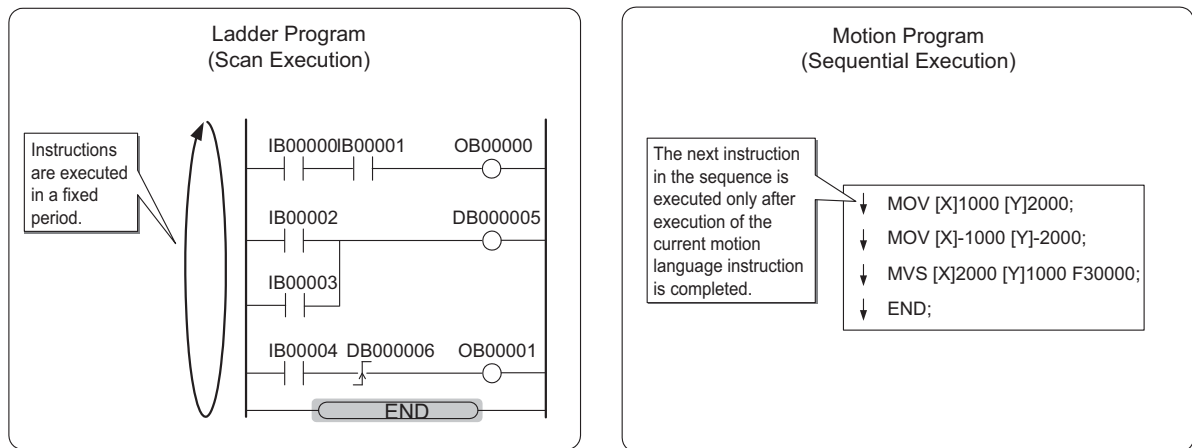 Ladder Program
(Scan Execution)
Instructions
are executed
in a fixed
period.
IB00000IB00001 OB00000
IB00002 DB000005
IB00003
IB00004 DB000006 OB00001
END
Motion Program
(Sequential Execution)
The next instruction
in the sequence is
executed only after
execution of the
current motion
language instruction
is completed.
MOV [X]1000 [Y]2000;
MOV [X]-1000 [Y]-2000;
MVS [X]2000 [Y]1000 F30000;
END;